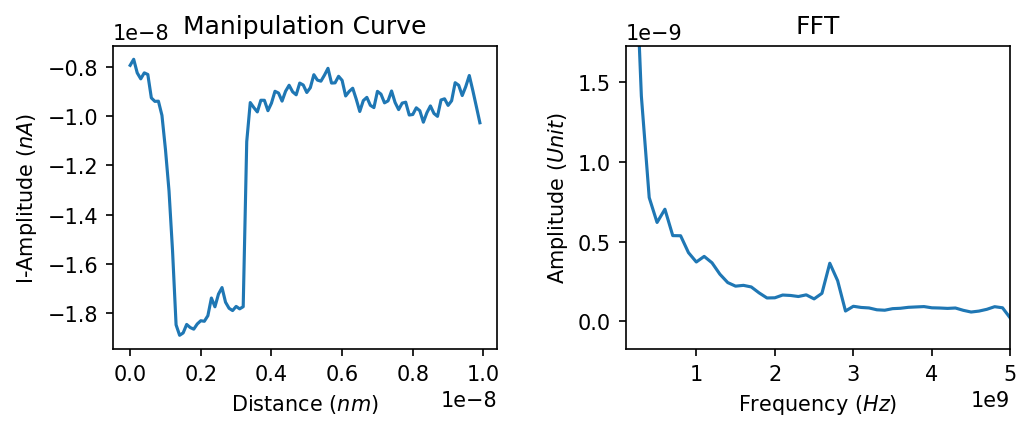 Manipulation Curve
1e−8
−0.8
−1.0
−1.2
−1.4
−1.6
−1.8
I-Amplitude (nA)
0.0 0.2 0.4 0.6 0.8 1.0
1e−8
Distance (nm)
FFT
1e−9
1.5
1.0
0.5
0.0
Amplitude (Unit)
1 2 3 4 5
1e9
Frequency (Hz)